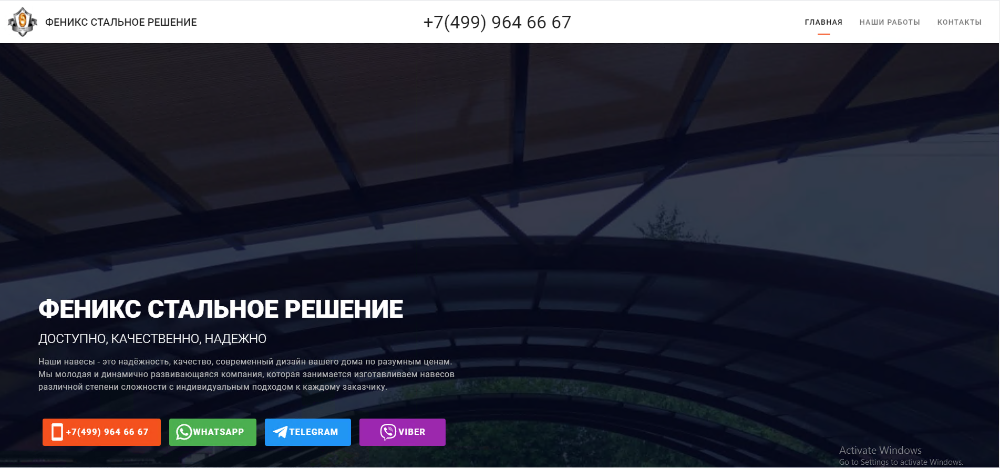 ФЕНИКС СТАЛЬНОЕ РЕШЕНИЕ
+7(499) 964 66 67
ГЛАВНАЯ
НАШИ РАБОТЫ
КОНТАКТЫ
ФЕНИКС СТАЛЬНОЕ РЕШЕНИЕ
ДОСТУПНО, КАЧЕСТВЕННО, НАДЕЖНО
Наши навесы - это надёжность, качество, современный дизайн вашего дома по разумным ценам.
Мы молодая и динамично развивающаяся компания, которая занимается изготавливаем навесов
различной степени сложности с индивидуальным подходом к каждому заказчику.
+7(499) 964 66 67
WHATSAPP
TELEGRAM
VIBER
Activate Windows
Go to Settings to activate Windows.